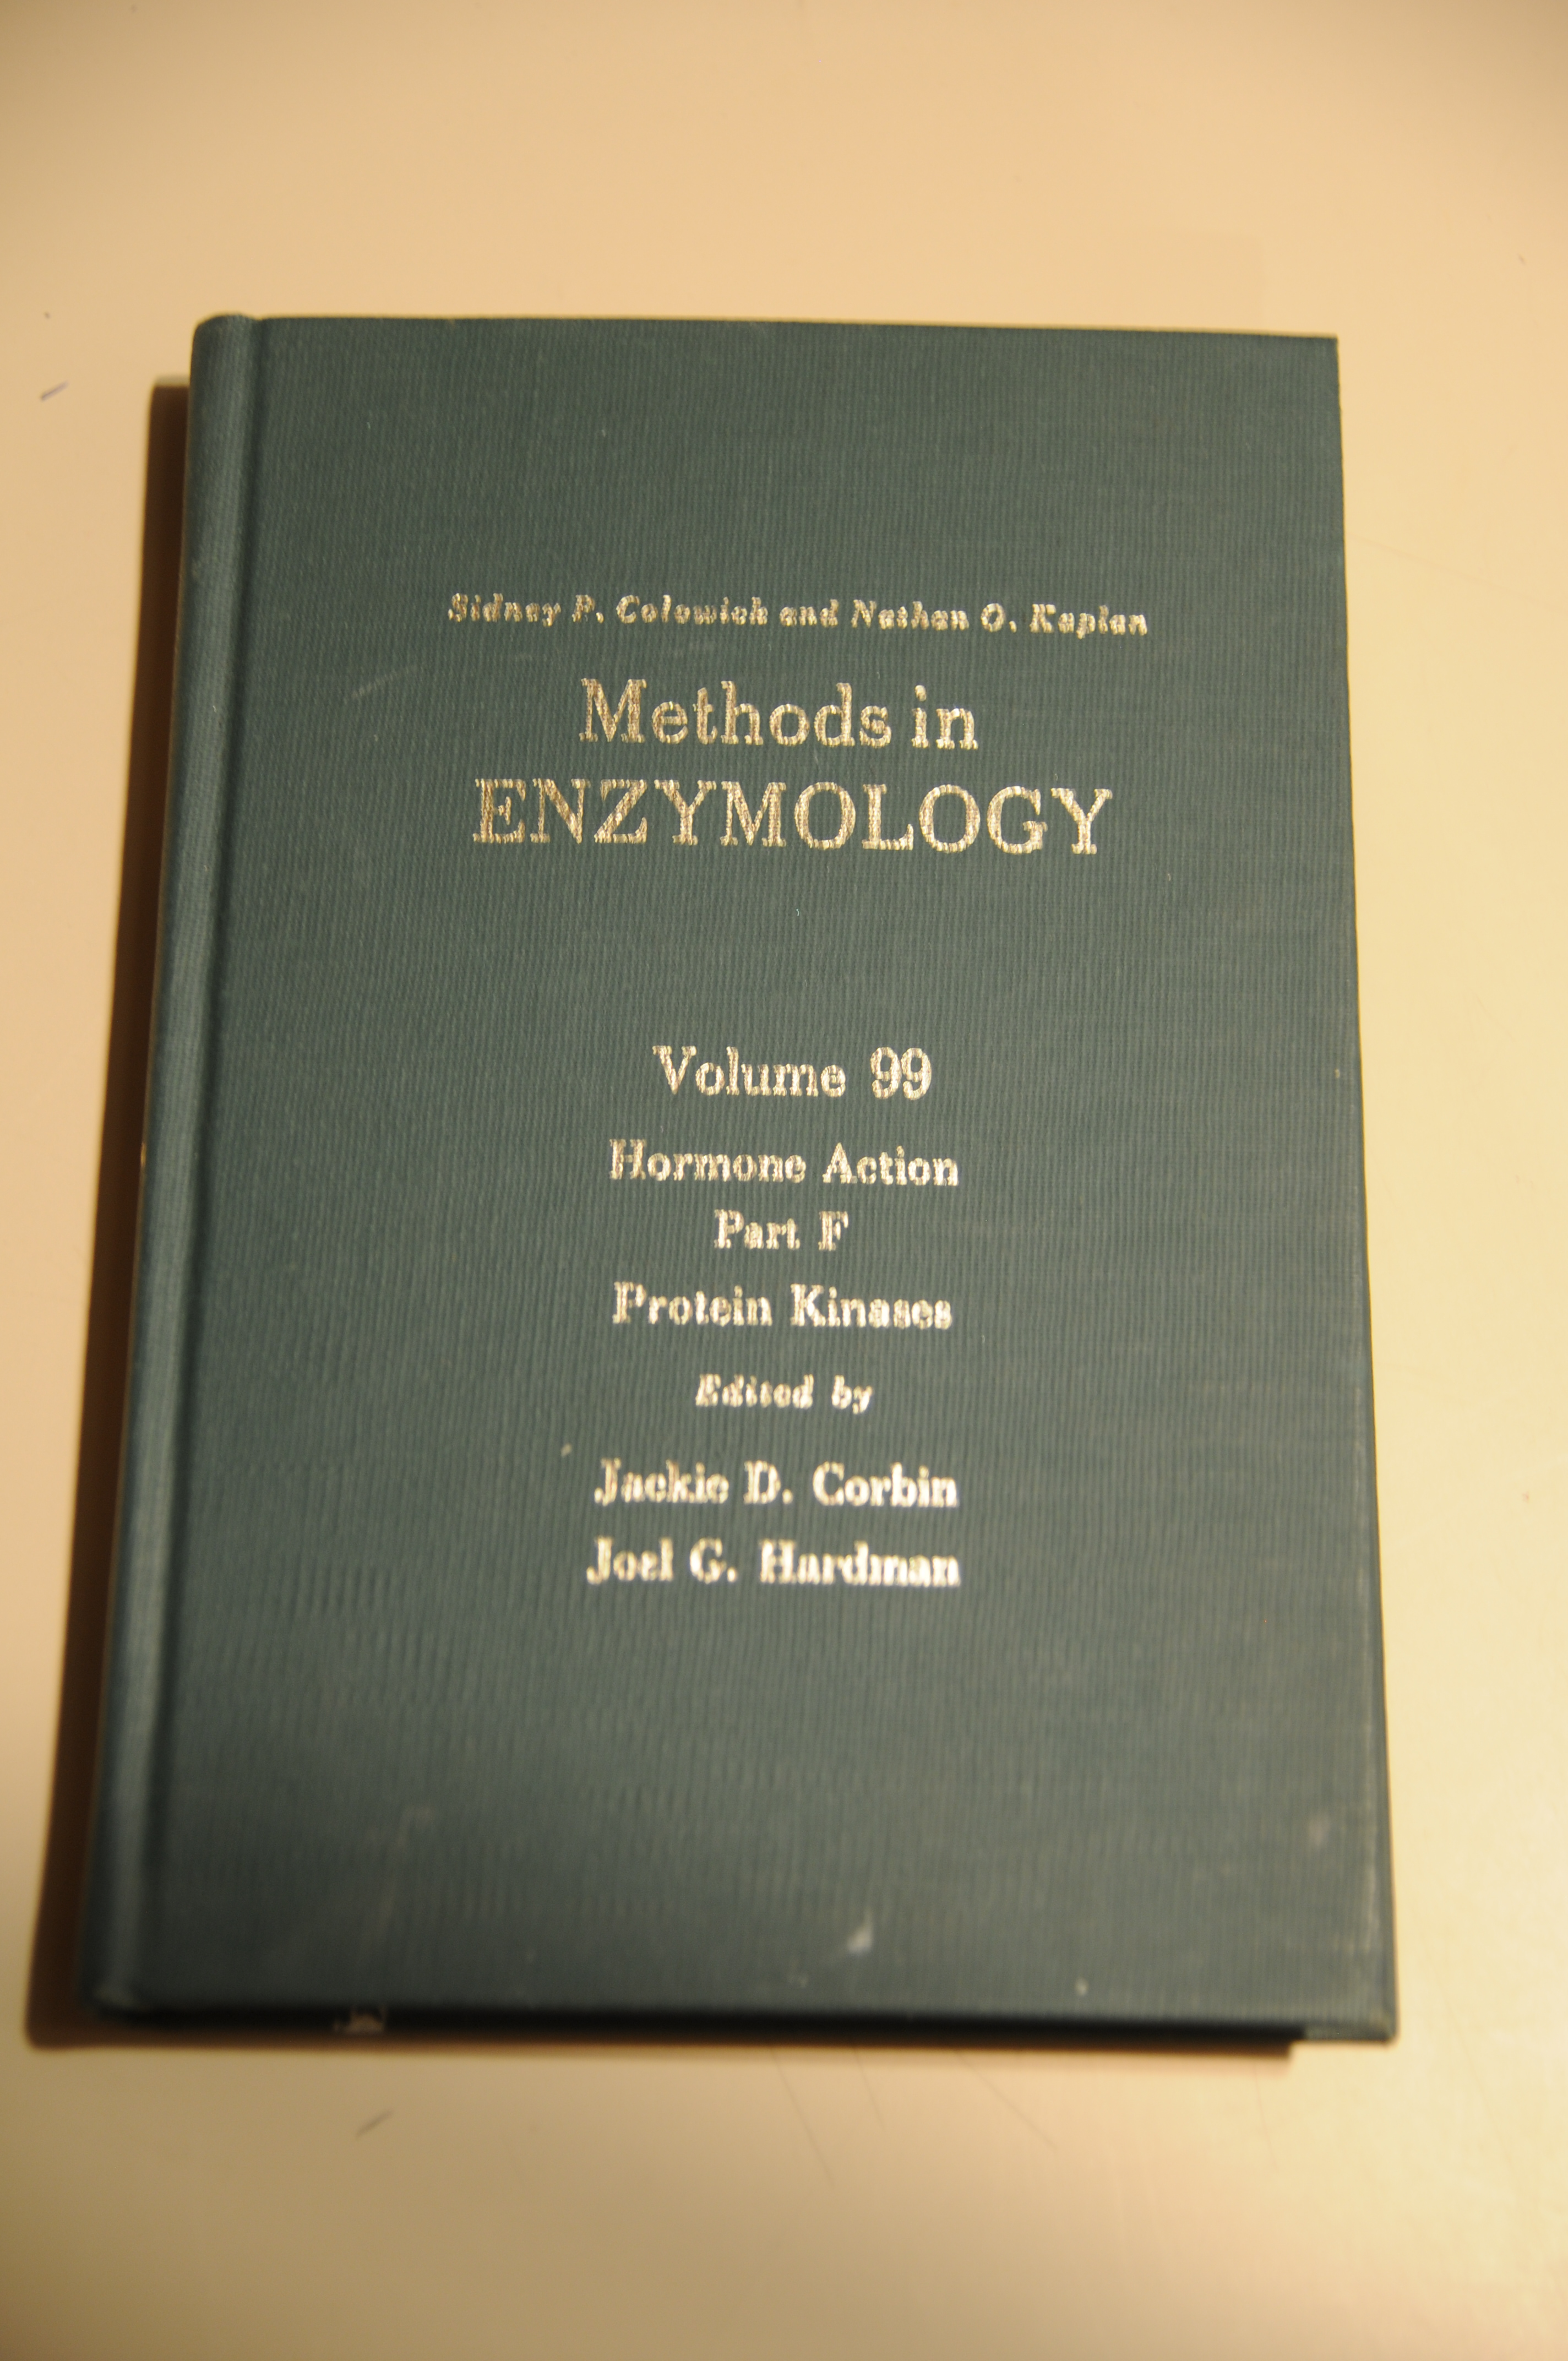 Sidney P. Colowick and Nathan O. Kaplan
Methods in
ENZYMOLOGY
Volume 99
Hormone Action
Part F
Protein Kinases
Edited by
Jackie D. Corbin
Joel G. Hardman